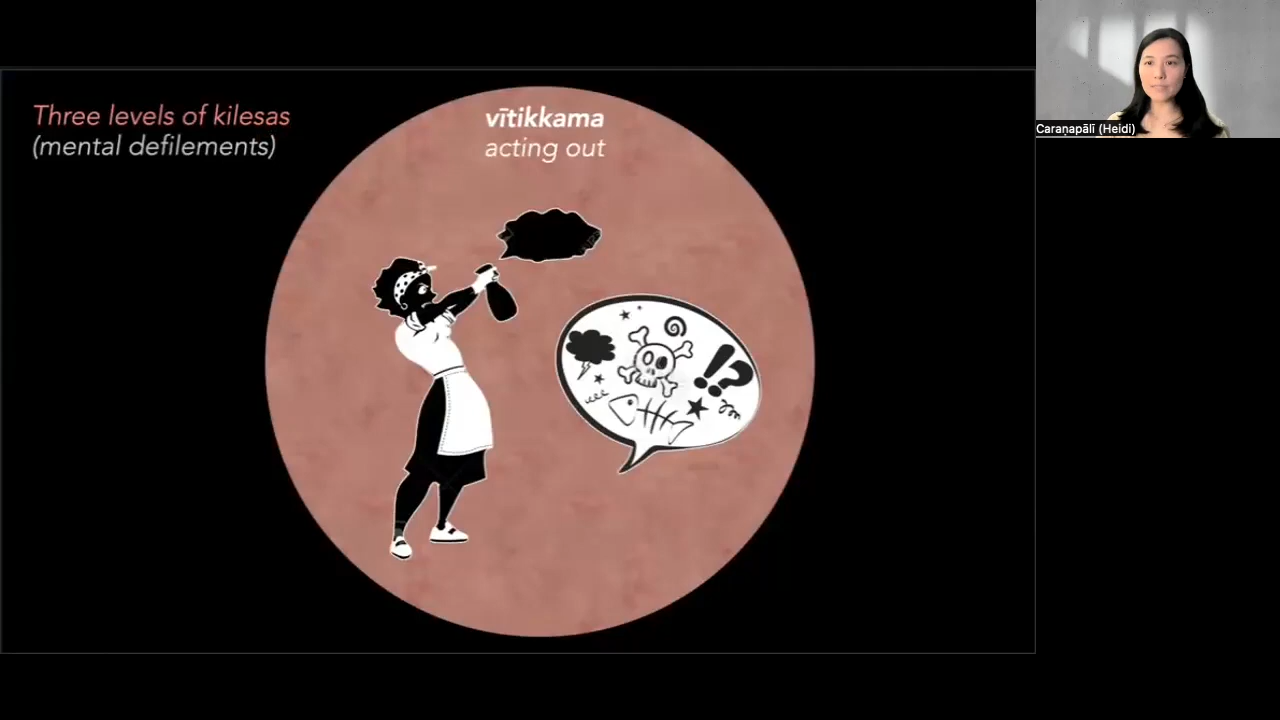 Three levels of kilesas
(mental defilements)
vītikkama
acting out
!?
Caraṇapālī (Heidi)